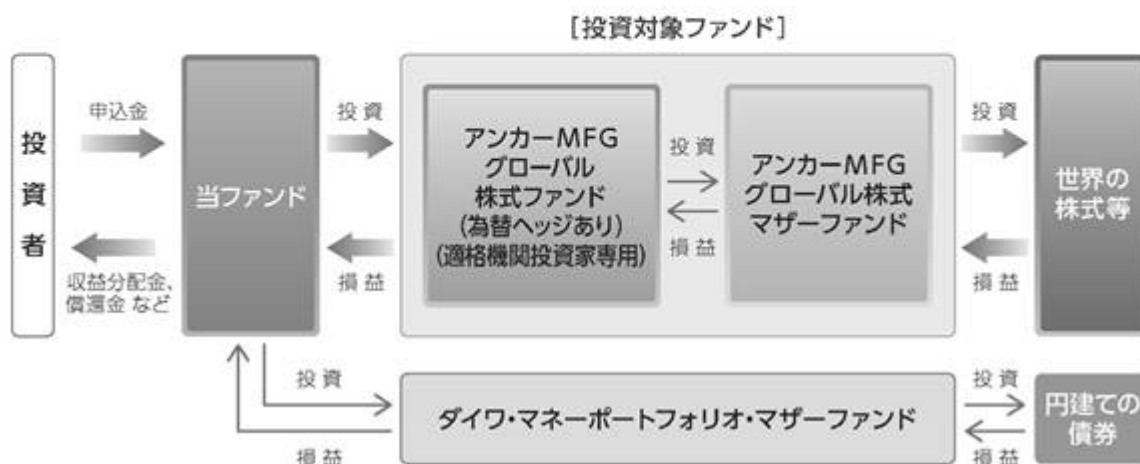 [投資対象ファンド]
投資者
申込金
収益分配金、
償還金 など
当ファンド
投資
損益
アンカーMFG
グローバル
株式ファンド
(為替ヘッジあり)
(適格機関投資家専用)
投資
損益
アンカーMFG
グローバル株式
マザーファンド
投資
損益
世界の
株式等
投資
損益
ダイワ・マネーポートフォリオ・マザーファンド
投資
損益
円建ての
債券